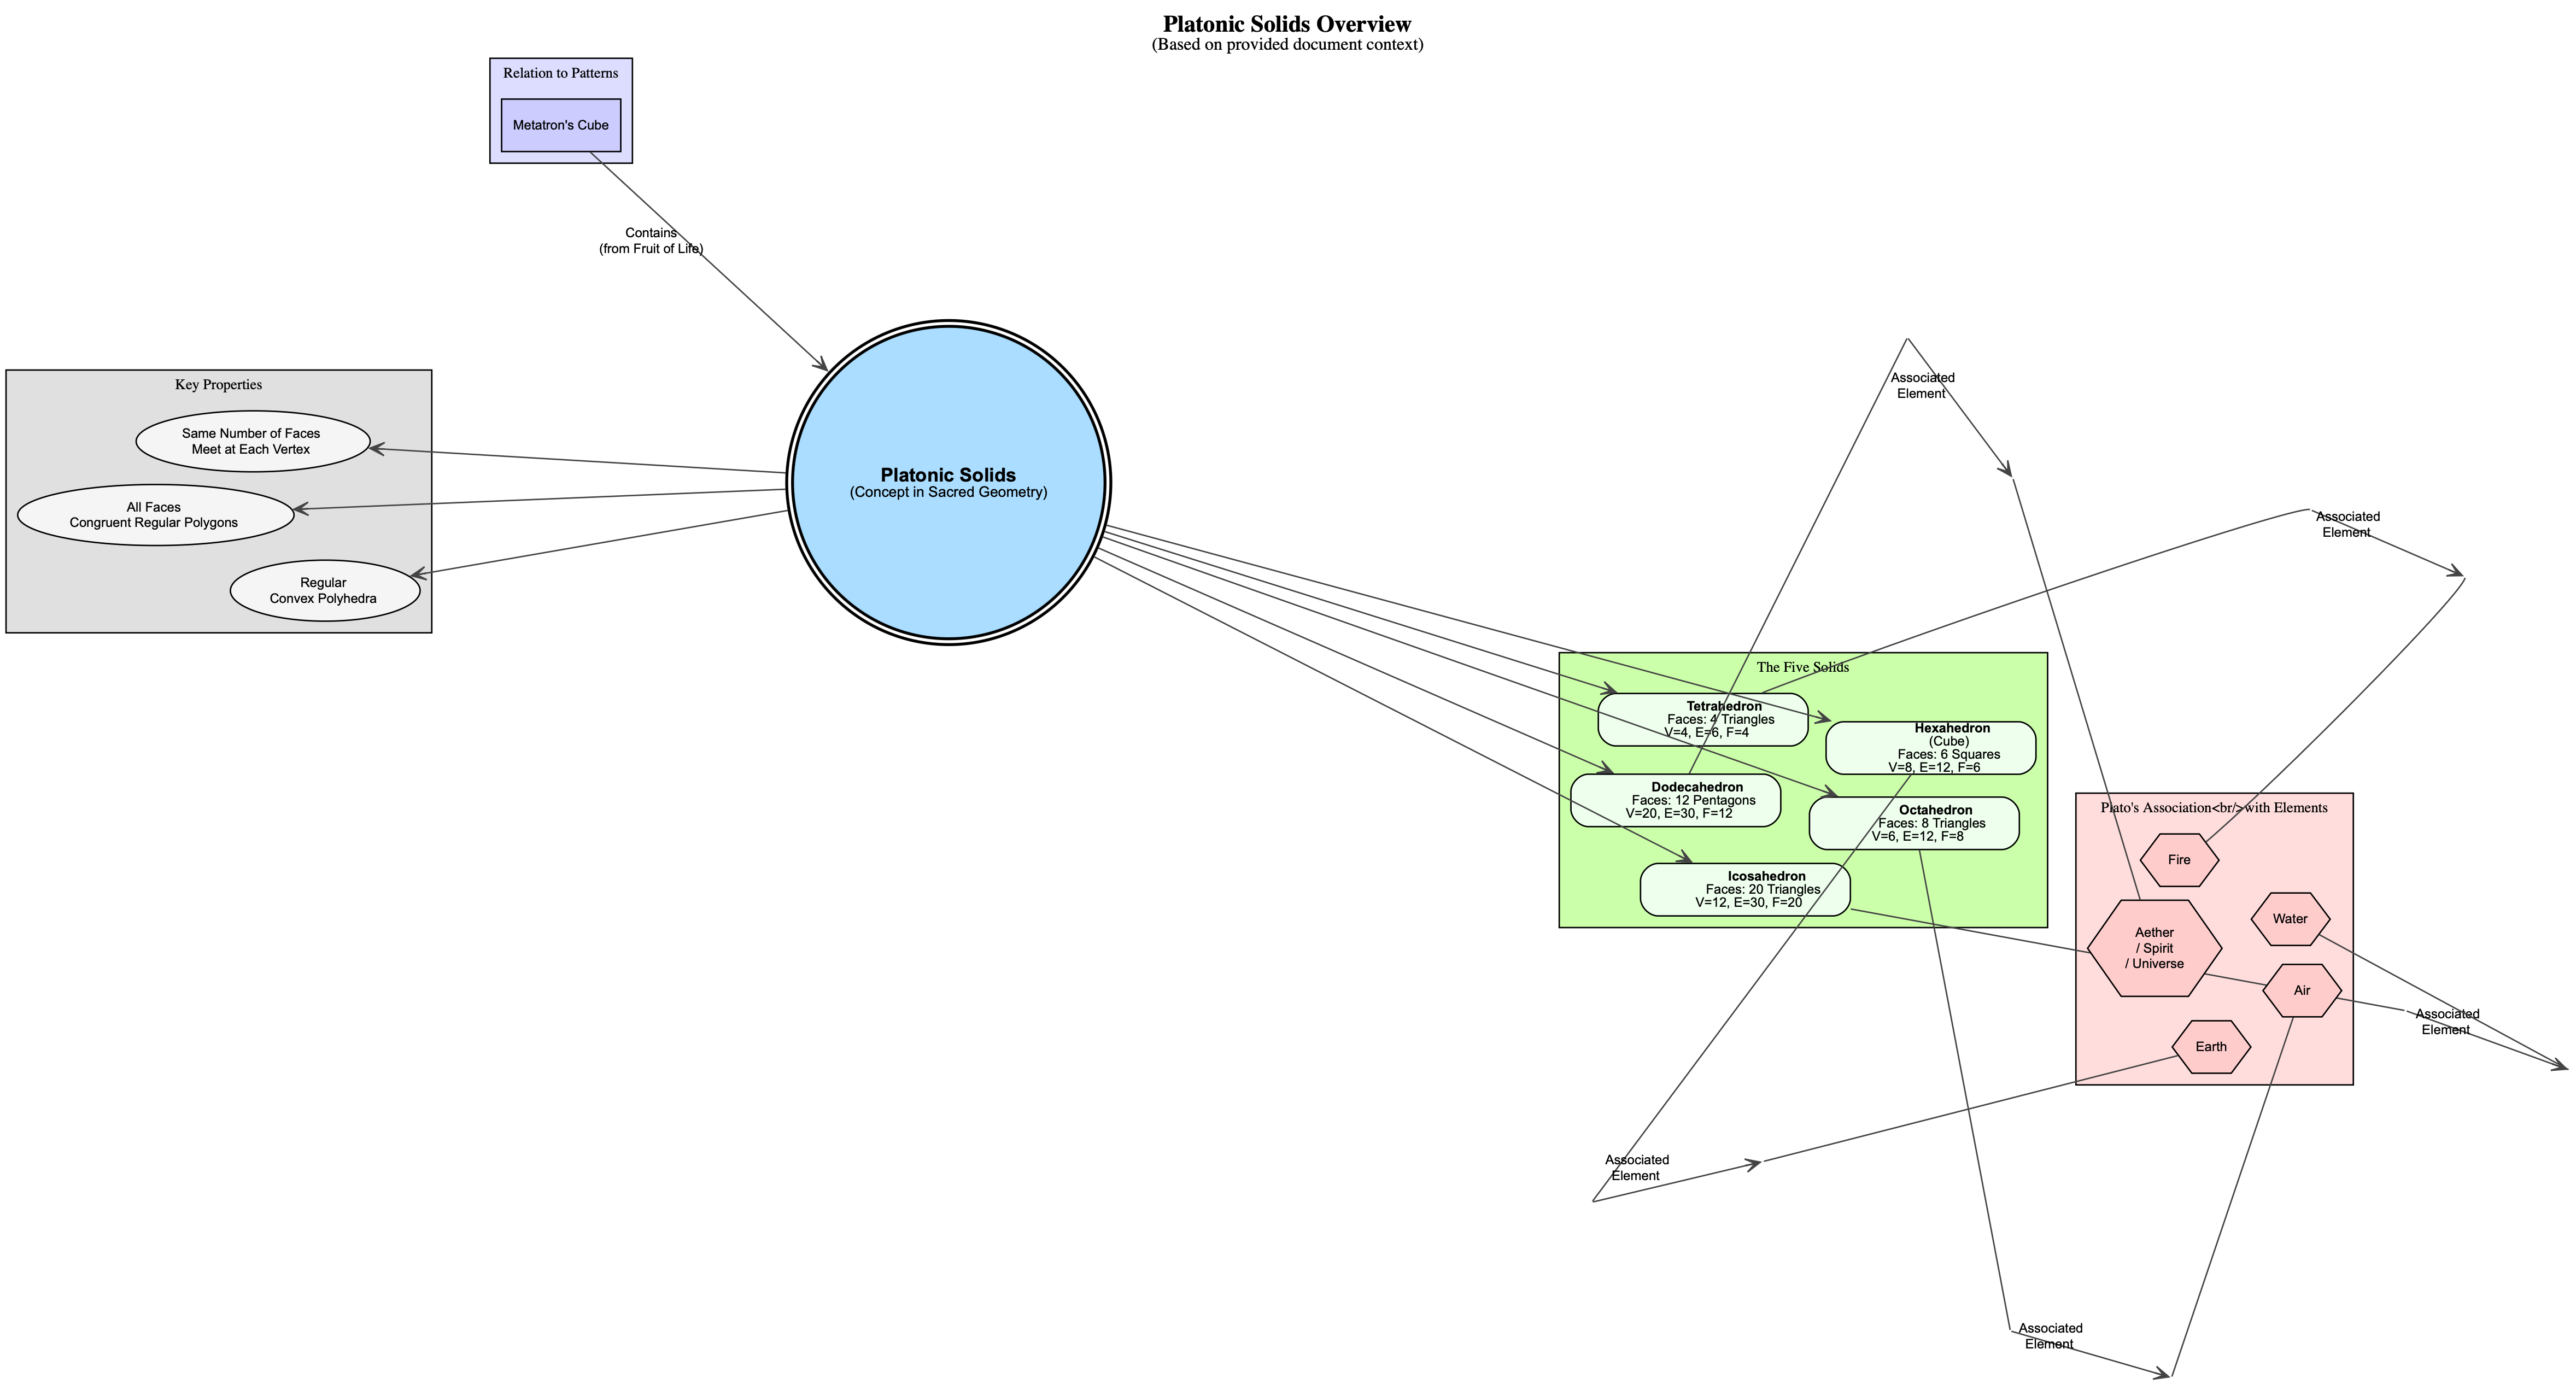 Platonic Solids Overview
(Based on provided document context)
Relation to Patterns
Metatron's Cube
Contains
(from Fruit of Life)
Key Properties
Same Number of Faces
Meet at Each Vertex
All Faces
Congruent Regular Polygons
Regular
Convex Polyhedra
Platonic Solids
(Concept in Sacred Geometry)
Associated
Element
Associated
Element
The Five Solids
Tetrahedron
Faces: 4 Triangles
V=4, E=6, F=4
Hexahedron
(Cube)
Faces: 6 Squares
V=8, E=12, F=6
Dodecahedron
Faces: 12 Pentagons
V=20, E=30, F=12
Octahedron
Faces: 8 Triangles
V=6, E=12, F=8
Icosahedron
Faces: 20 Triangles
V=12, E=30, F=20
Plato's Association<br/>with Elements
Fire
Water
Aether
/ Spirit
/ Universe
Air
Earth
Associated
Element
Associated
Element
Associated
Element